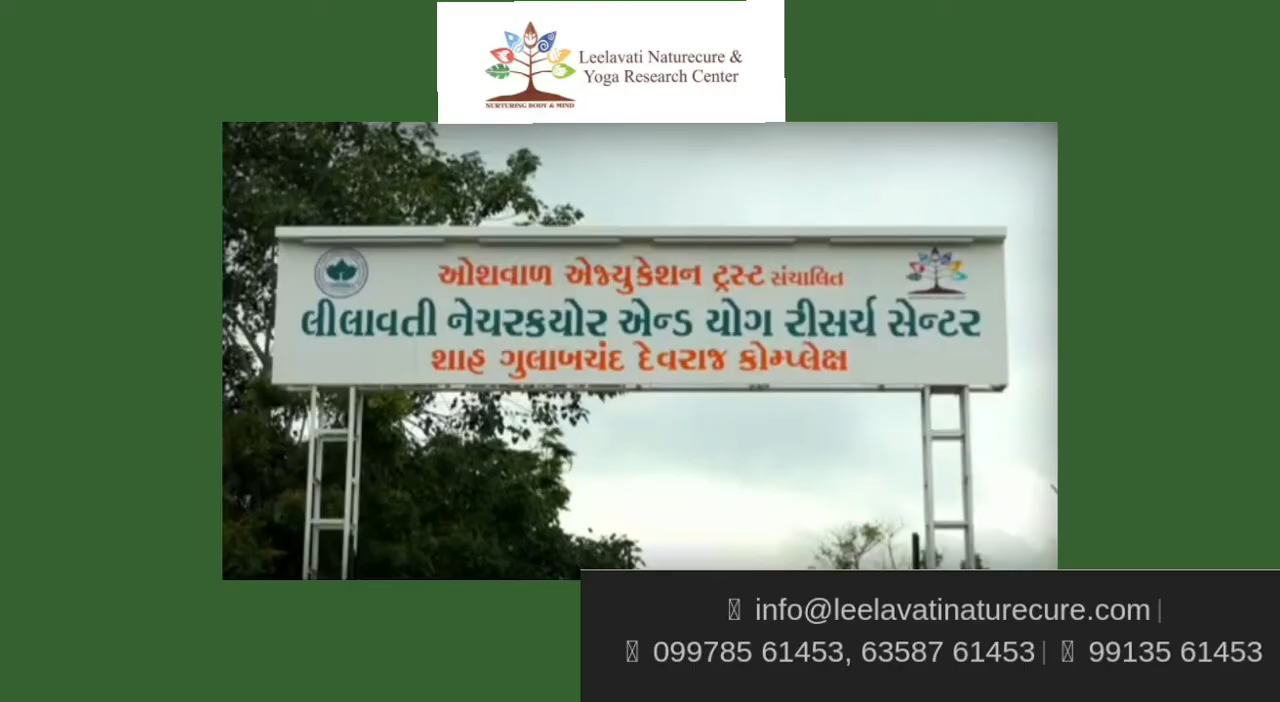 Leelavati Naturecure &
Yoga Research Center
NURTURING BODY & MIND
ઓશવાળ એજ્યુકેશન ટ્રસ્ટ સંચાલિત
લીલાવતી નેચરકયોર એન્ડ યોગ રીસર્ચ સેન્ટર
શાહ ગુલાબચંદ દેવરાજ કોમ્પ્લેક્ષ
info@leelavatinaturecure.com |
099785 61453, 63587 61453 | 99135 61453